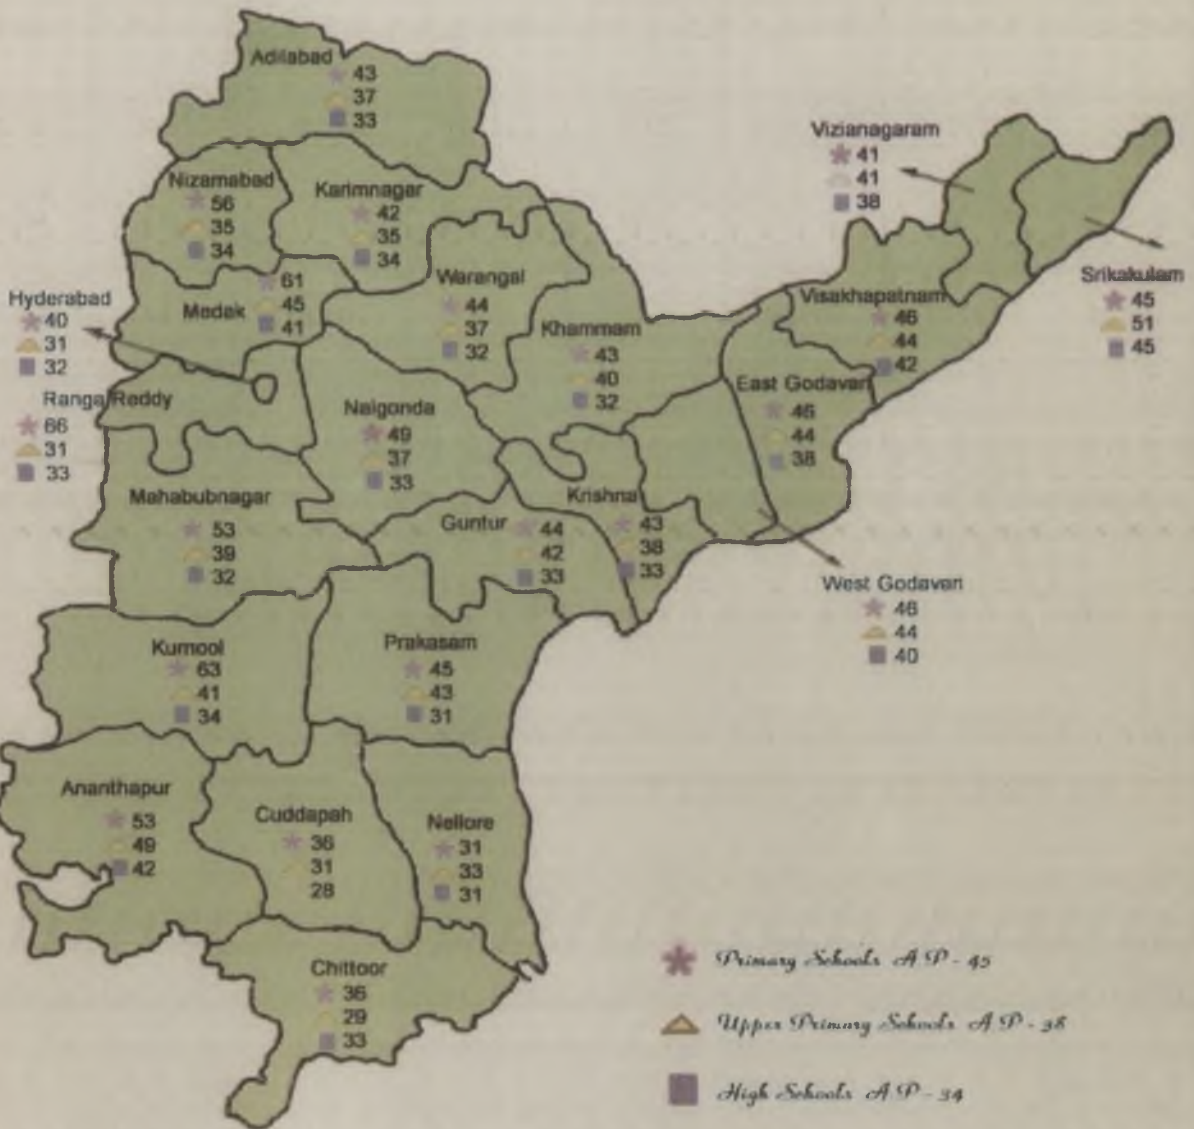 Adilabad
43
37
33
Vizianagaram
41
41
38
Nizamabad
56
35
34
Karimnagar
42
35
34
Srikakulam
45
51
45
Hyderabad
40
31
32
Medak
61
45
41
Warangal
44
37
32
Khammam
43
40
32
Visakhapatnam
46
44
42
East Godavari
46
44
38
Ranga Reddy
66
31
33
Nalgonda
49
37
33
Mahabubnagar
53
39
32
Guntur
44
42
33
Krishna
43
38
33
West Godavari
46
44
40
Kurnool
63
41
34
Prakasam
45
43
31
Ananthapur
53
49
42
Cuddapah
36
31
28
Nellore
31
33
31
Chittoor
36
29
33
Primary Schools A.P - 45
Upper Primary Schools A.P - 38
High Schools A.P - 34